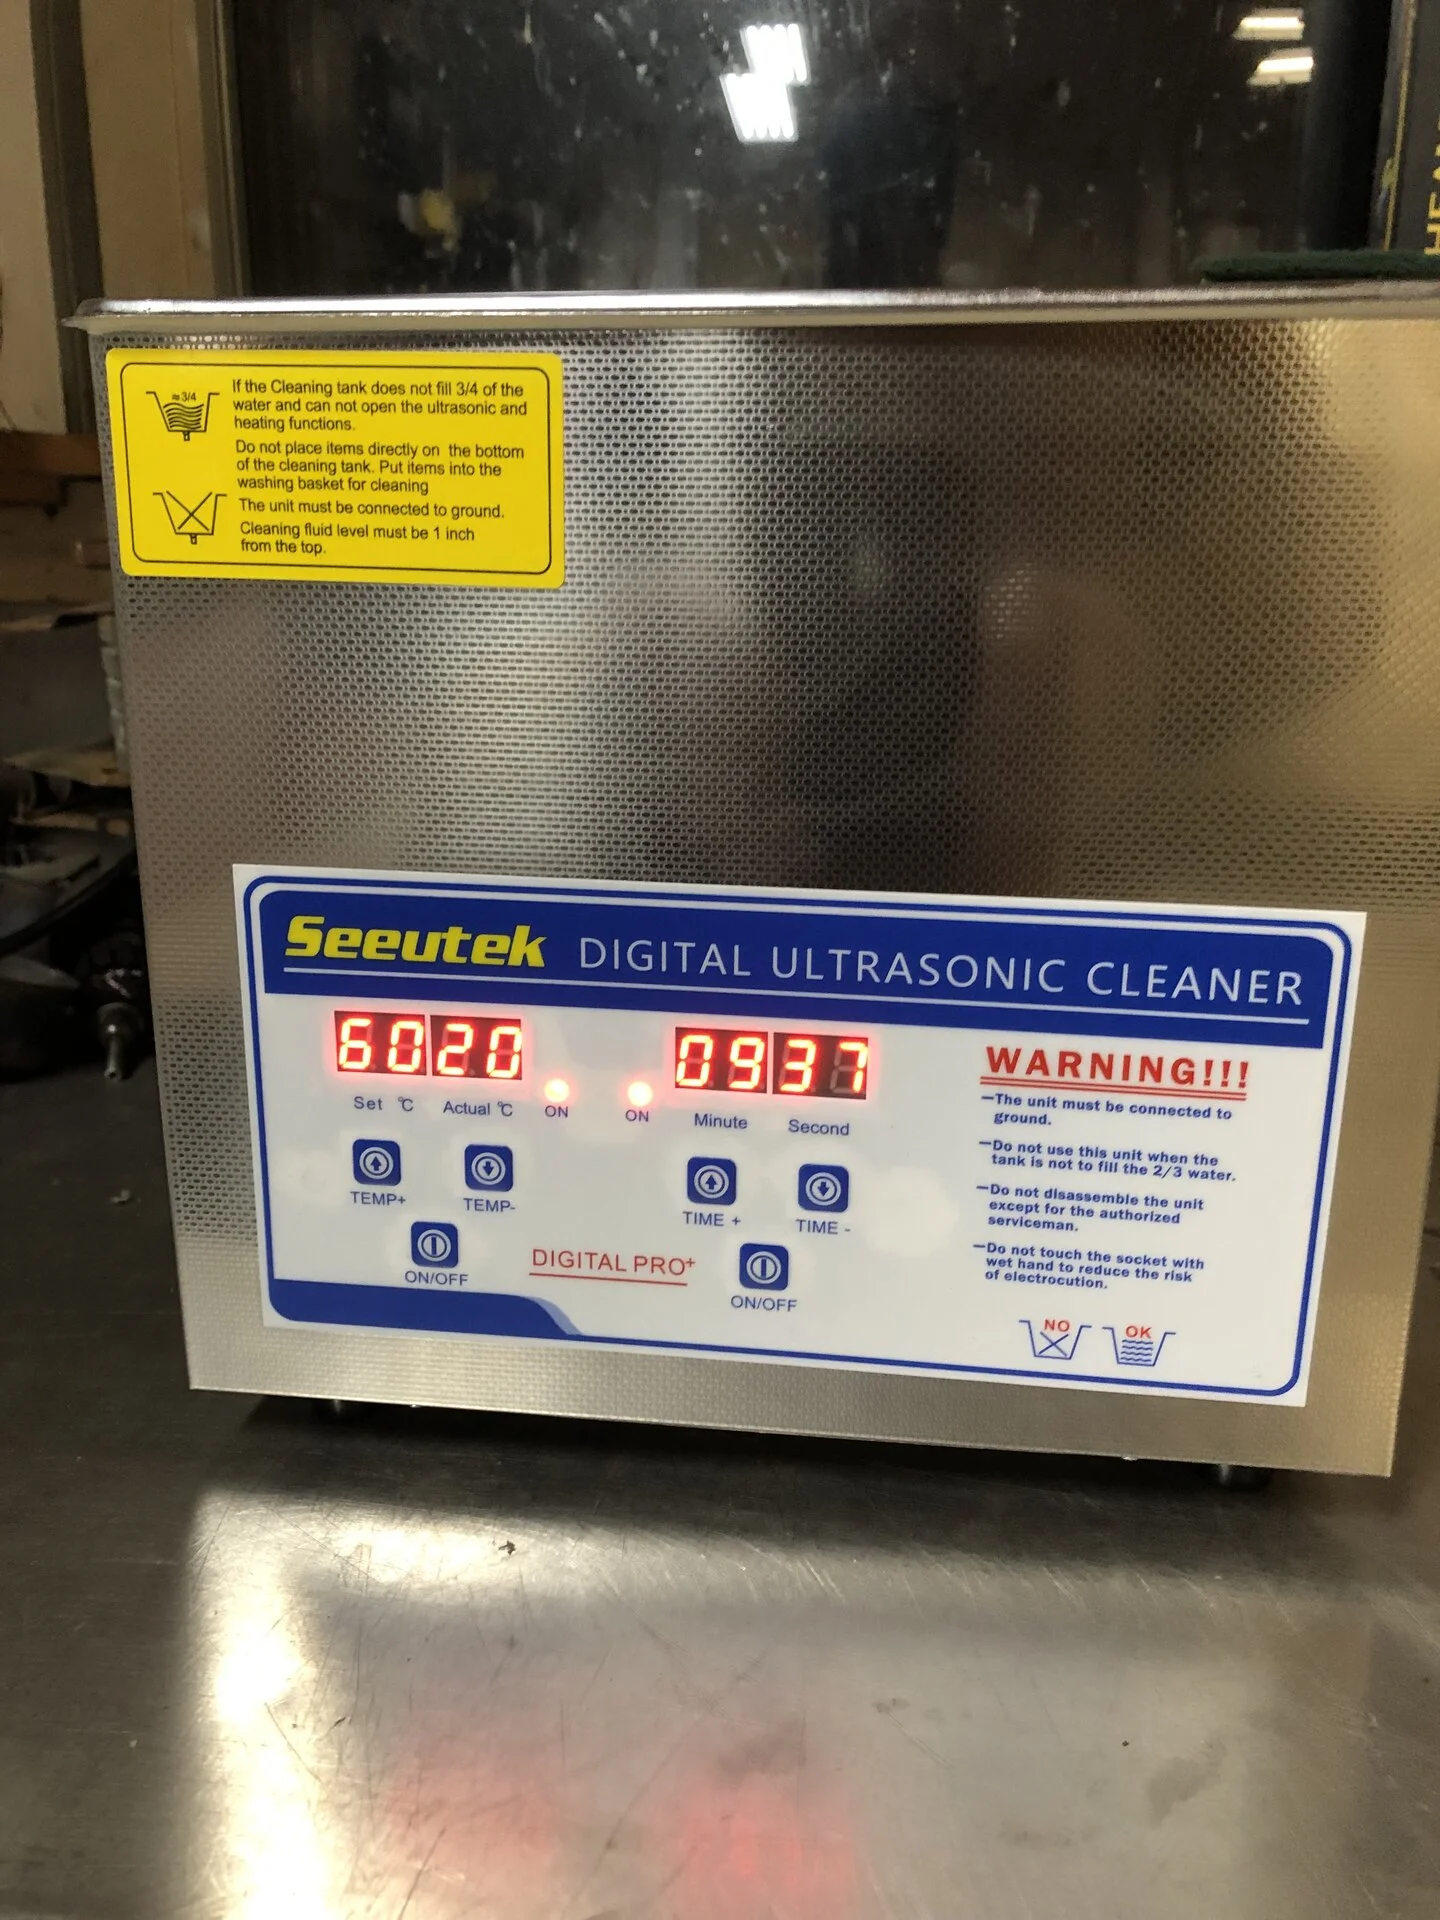 ≈3/4
If the Cleaning tank does not fill 3/4 of the
water and can not open the ultrasonic and
heating functions.
Do not place items directly on the bottom
of the cleaning tank. Put items into the
washing basket for cleaning
The unit must be connected to ground.
Cleaning fluid level must be 1 inch
from the top.
Seeutek DIGITAL ULTRASONIC CLEANER
6020
0937
Set °C Actual °C ON
ON Minute Second
TEMP+ TEMP-
TIME + TIME -
ON/OFF
DIGITAL PRO+
ON/OFF
WARNING!!!
—The unit must be connected to
ground.
—Do not use this unit when the
tank is not to fill the 2/3 water.
—Do not disassemble the unit
except for the authorized
serviceman.
—Do not touch the socket with
wet hand to reduce the risk
of electrocution.
NO OK